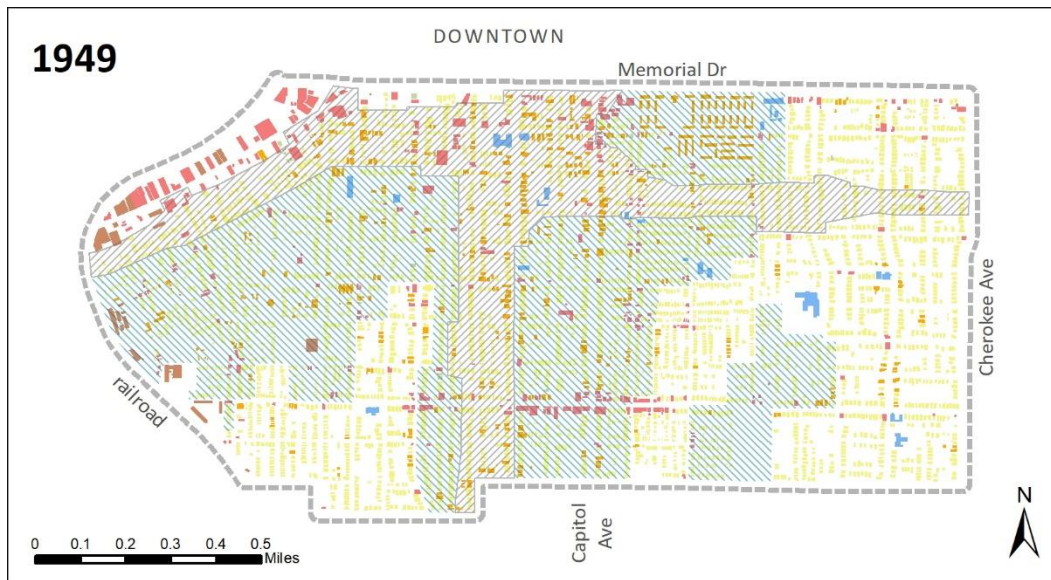 DOWNTOWN
1949
Memorial Dr
Cherokee Ave
railroad
Capitol
Ave
N
0 0.1 0.2 0.3 0.4 0.5
Miles